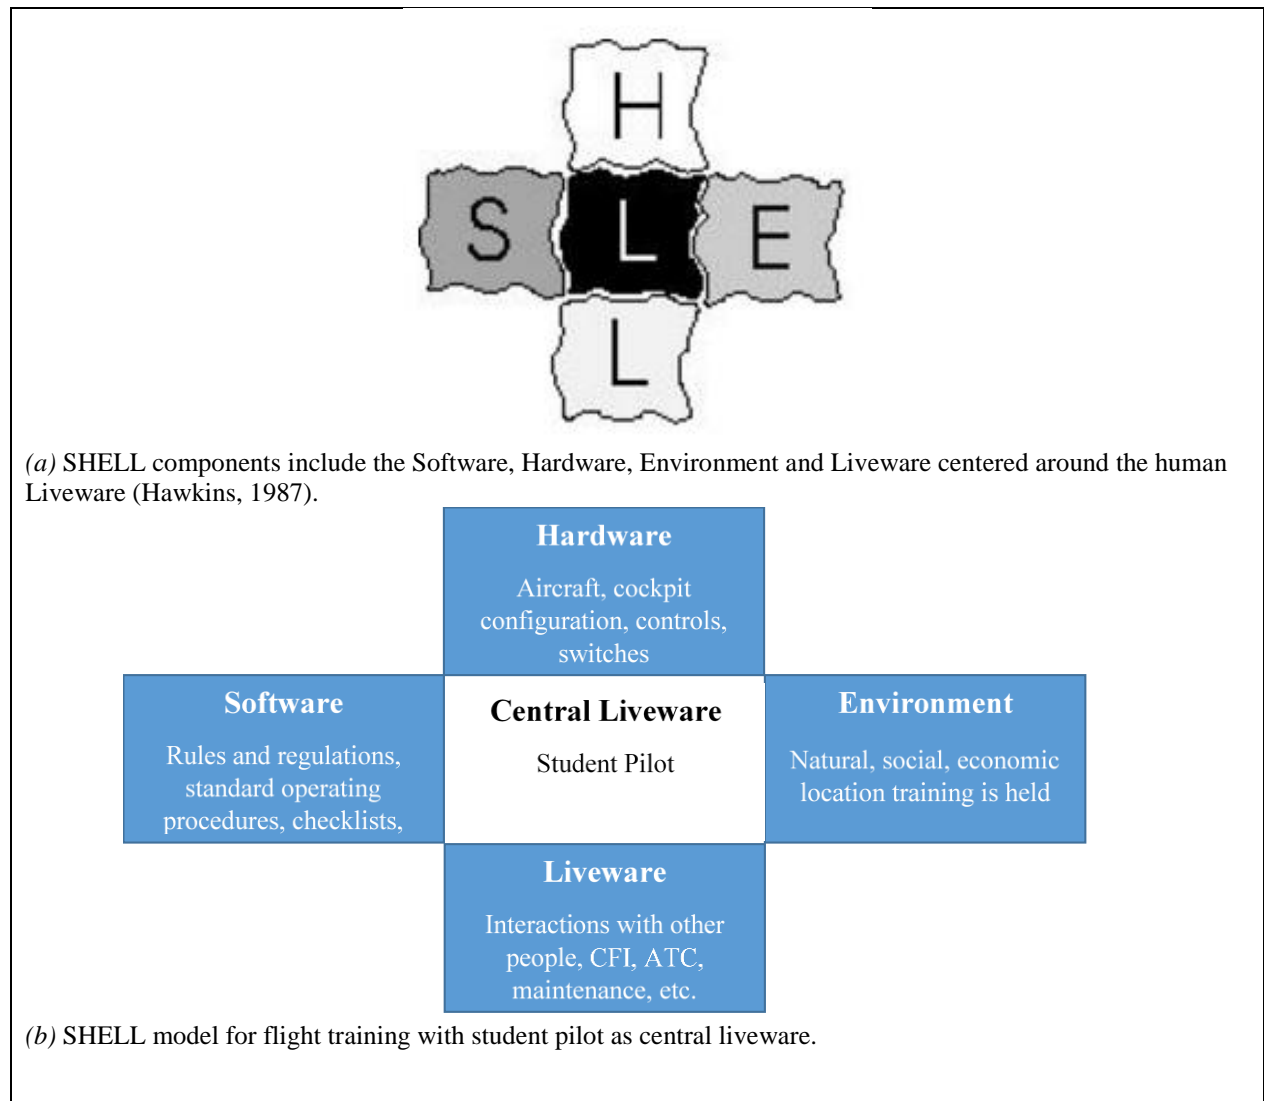 H
S L E
L
(a) SHELL components include the Software, Hardware, Environment and Liveware centered around the human
Liveware (Hawkins, 1987).
Hardware
Aircraft, cockpit
configuration, controls,
switches
Software
Rules and regulations,
standard operating
procedures, checklists,
Central Liveware
Student Pilot
Environment
Natural, social, economic
location training is held
Liveware
Interactions with other
people, CFI, ATC,
maintenance, etc.
(b) SHELL model for flight training with student pilot as central liveware.